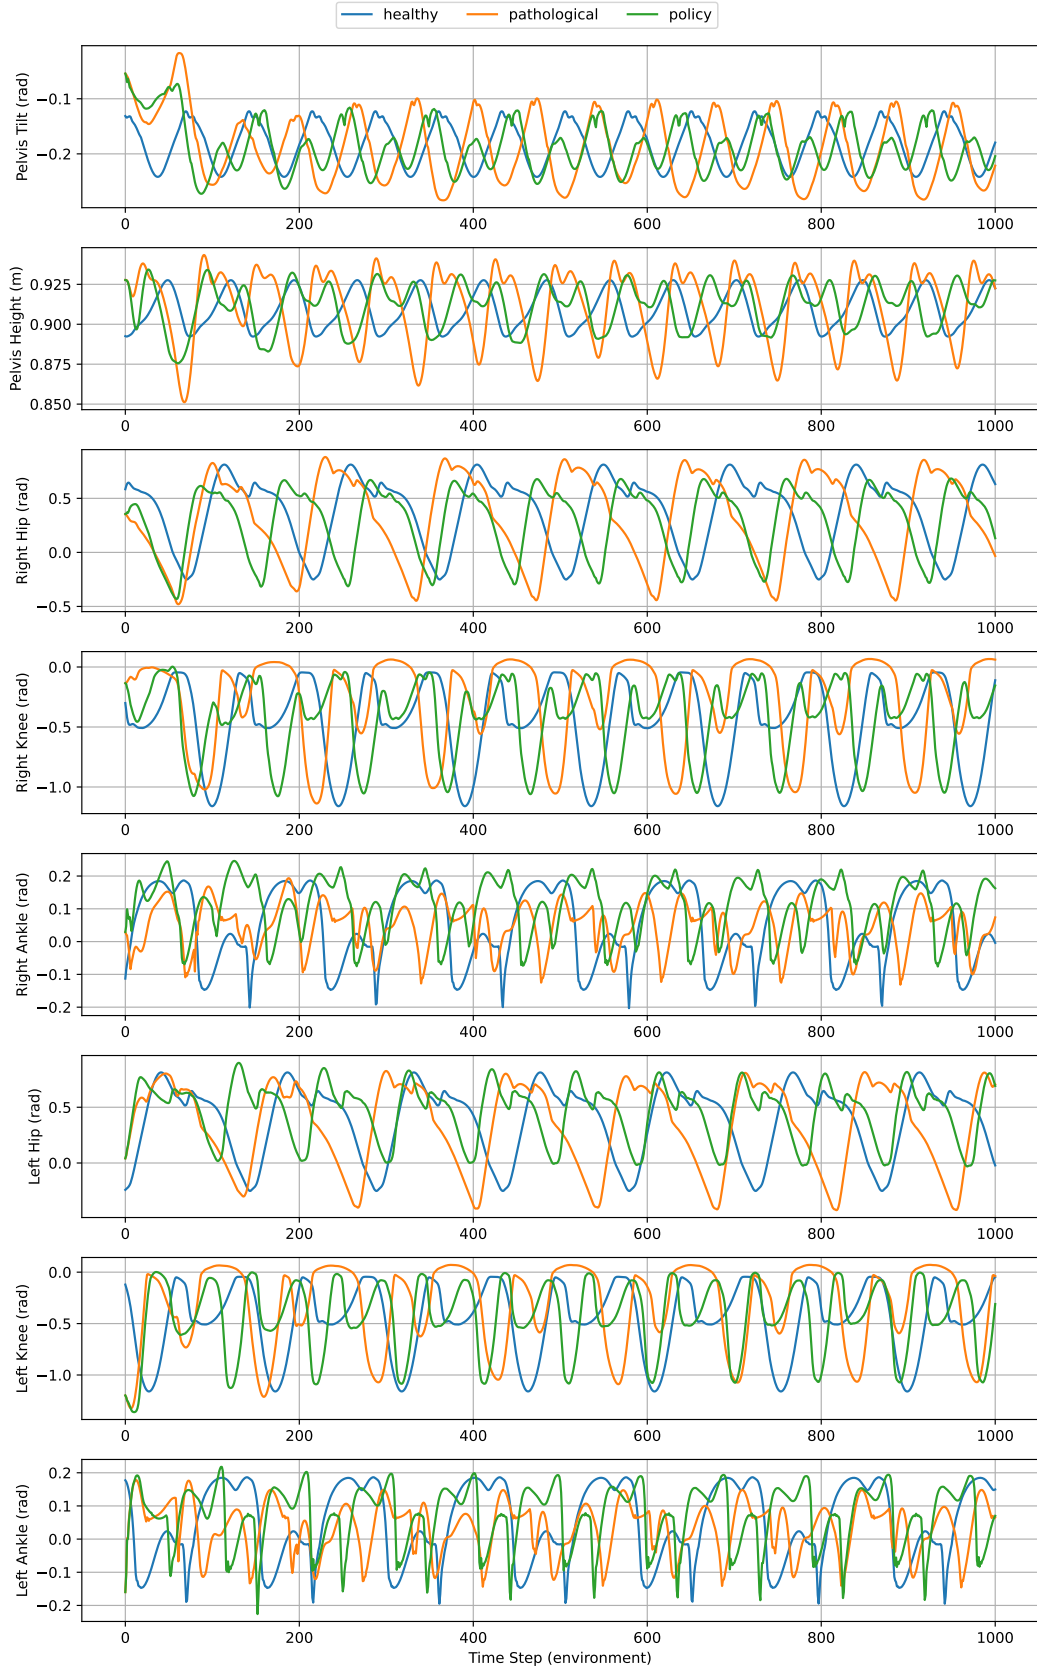 healthy pathological policy
Pelvis Tilt (rad)
−0.1
−0.2
0 200 400 600 800 1000
Pelvis Height (m)
0.925
0.900
0.875
0.850
0 200 400 600 800 1000
Right Hip (rad)
0.5
0.0
−0.5
0 200 400 600 800 1000
Right Knee (rad)
0.0
−0.5
−1.0
0 200 400 600 800 1000
Right Ankle (rad)
0.2
0.1
0.0
−0.1
−0.2
0 200 400 600 800 1000
Left Hip (rad)
0.5
0.0
0 200 400 600 800 1000
Left Knee (rad)
0.0
−0.5
−1.0
0 200 400 600 800 1000
Left Ankle (rad)
0.2
0.1
0.0
−0.1
−0.2
0 200 400 600 800 1000
Time Step (environment)